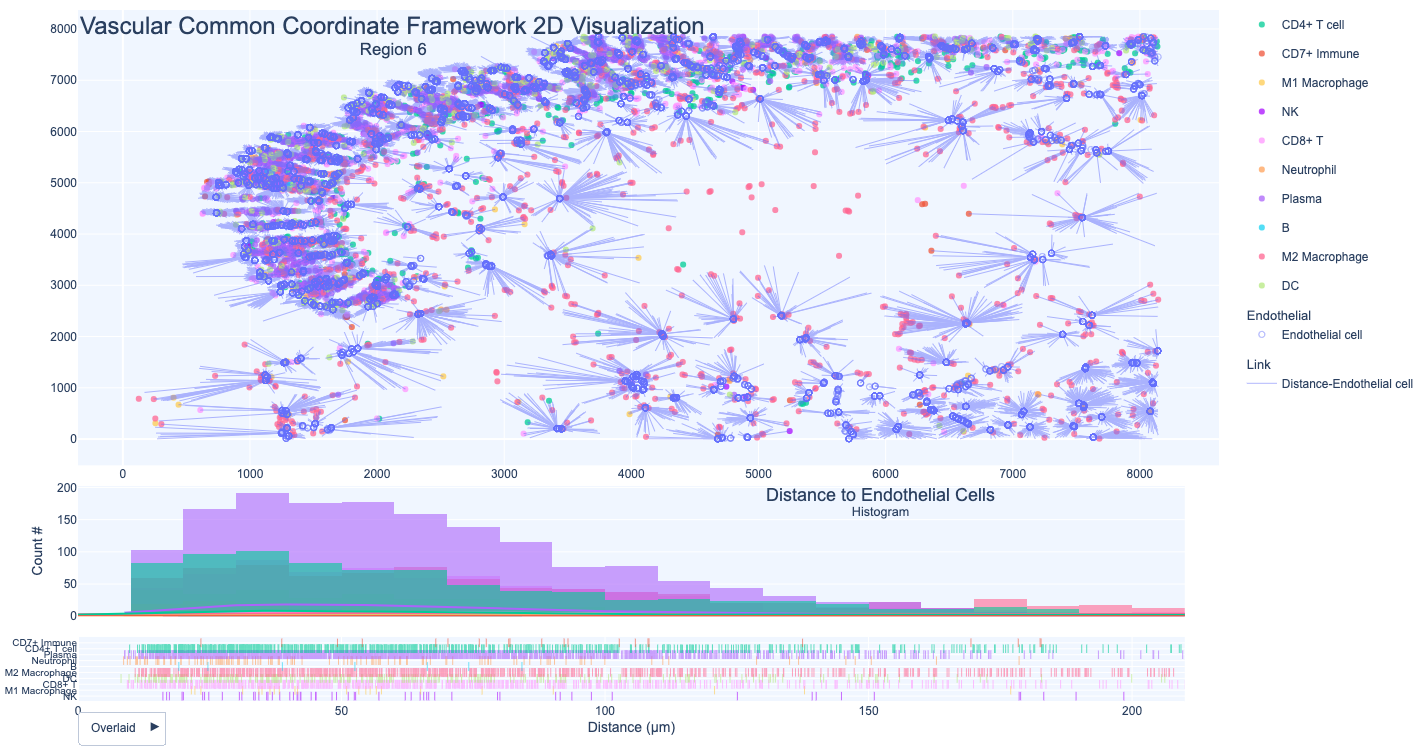 Vascular Common Coordinate Framework 2D Visualization
Region 6
8000
7000
6000
5000
4000
3000
2000
1000
0
0 1000 2000 3000 4000 5000 6000 7000 8000
CD4+ T cell
CD7+ Immune
M1 Macrophage
NK
CD8+ T
Neutrophil
Plasma
B
M2 Macrophage
DC
Endothelial
Endothelial cell
Link
Distance-Endothelial cell
Distance to Endothelial Cells
Histogram
Count #
200
150
100
50
0
CD7+ Immune
CD4+ T cell
Plasma
Neutrophil
B
M2 Macrophage
DC
CD8+ T
M1 Macrophage
NK
0 50 100 150 200
Distance (μm)
Overlaid ▶